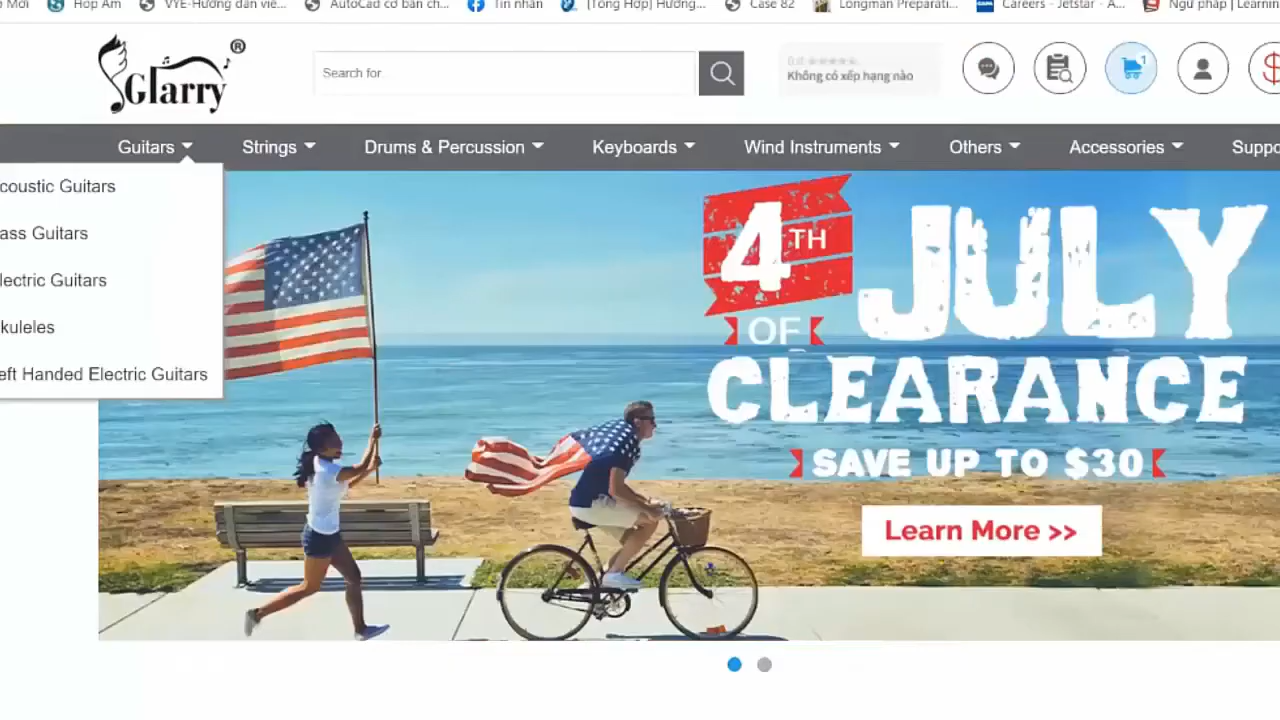 Mới
Hợp Âm
VYE-Hướng dẫn viê...
AutoCad cơ bản ch...
Tin nhắn
[Tổng Hợp] Hướng...
Case 82
Longman Preparati...
Careers - Jetstar - A...
Ngữ pháp | Learnin
Glarry®
Search for
0.0
Không có xếp hạng nào
1
$
Guitars
Strings
Drums & Percussion
Keyboards
Wind Instruments
Others
Accessories
Suppo
coustic Guitars
ass Guitars
lectric Guitars
kuleles
eft Handed Electric Guitars
4TH
OF
JULY
CLEARANCE
SAVE UP TO $30
Learn More >>